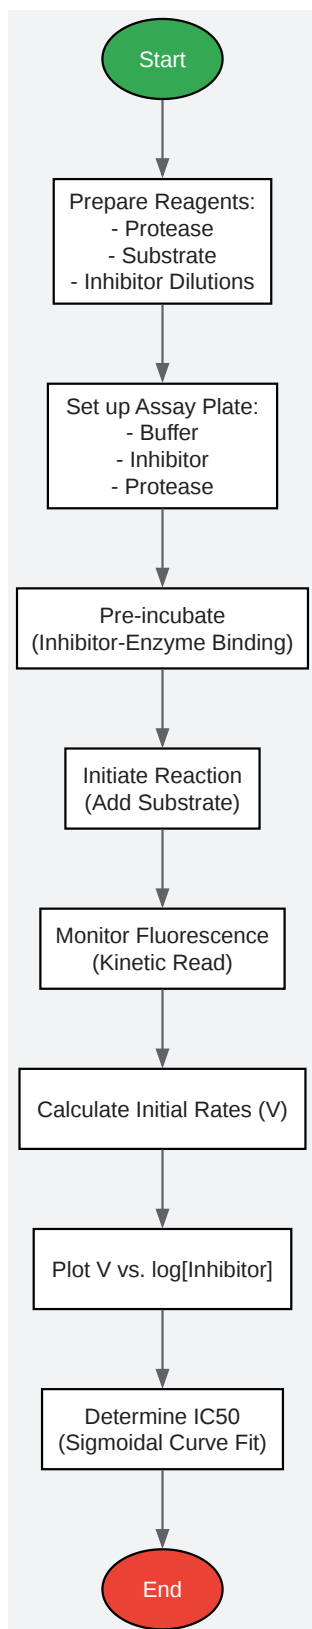 Start
Prepare Reagents:
- Protease
- Substrate
- Inhibitor Dilutions
Set up Assay Plate:
- Buffer
- Inhibitor
- Protease
Pre-incubate
(Inhibitor-Enzyme Binding)
Initiate Reaction
(Add Substrate)
Monitor Fluorescence
(Kinetic Read)
Calculate Initial Rates (V)
Plot V vs. log[Inhibitor]
Determine IC50
(Sigmoidal Curve Fit)
End